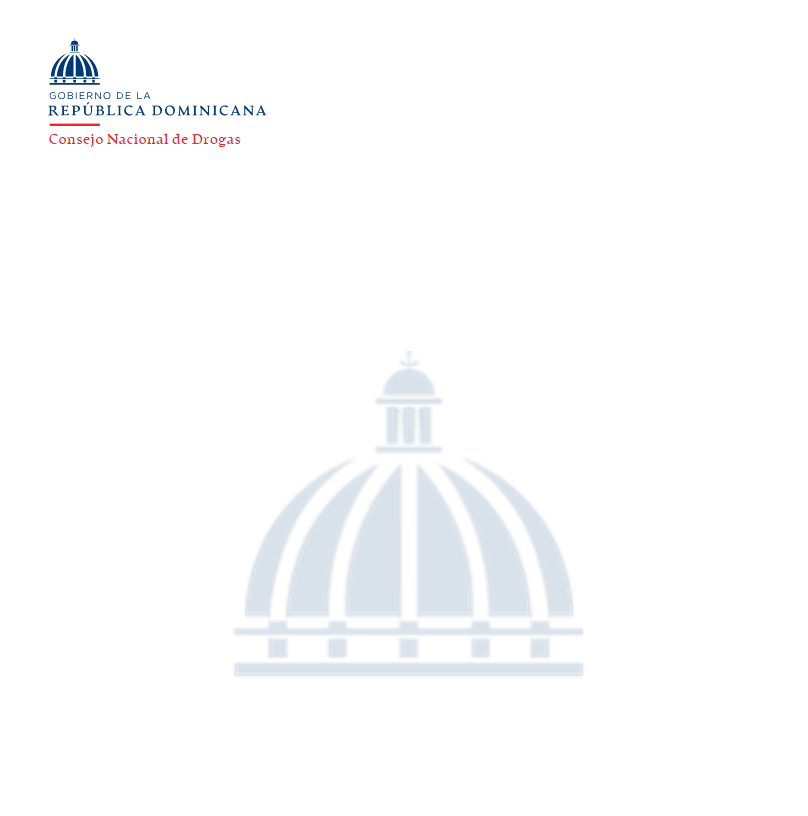 GOBIERNO DE LA
REPÚBLICA DOMINICANA
Consejo Nacional de Drogas